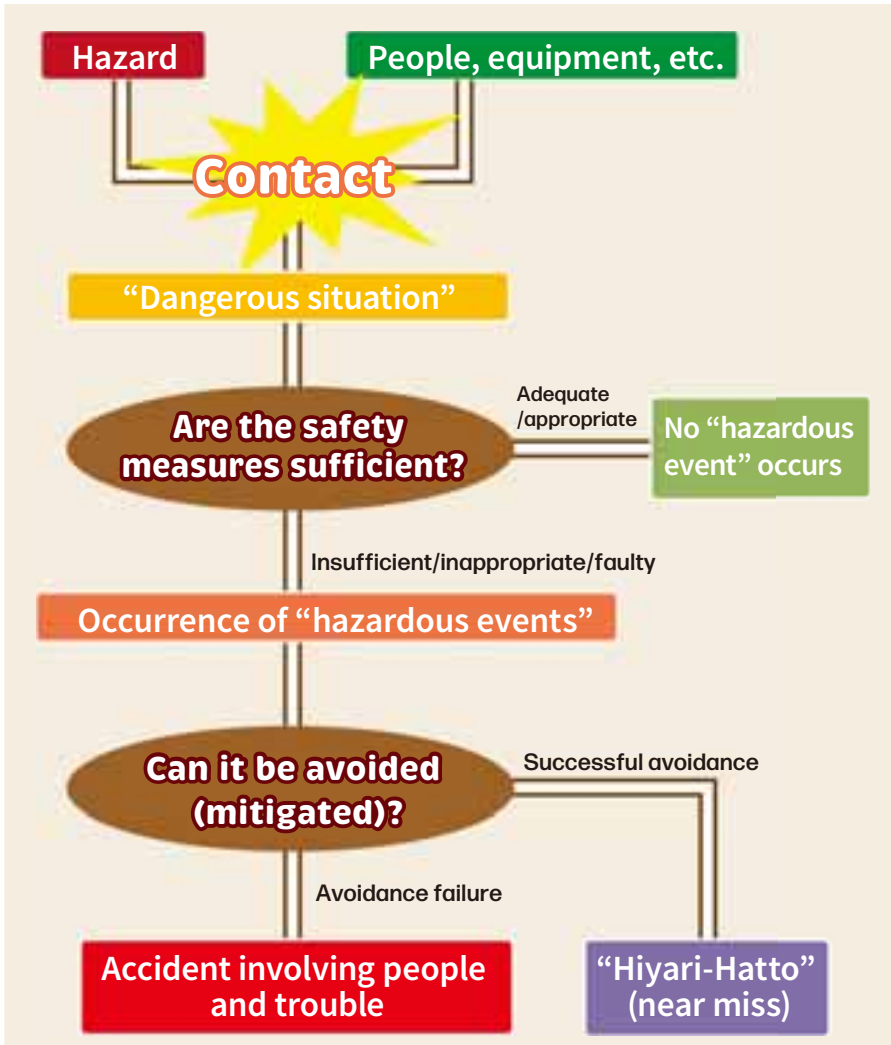 Hazard
People, equipment, etc.
Contact
“Dangerous situation”
Are the safety
measures sufficient?
Adequate
/appropriate
No “hazardous
event” occurs
Insufficient/inappropriate/faulty
Occurrence of “hazardous events”
Can it be avoided
(mitigated)?
Successful avoidance
Avoidance failure
Accident involving people
and trouble
“Hiyari-Hatto”
(near miss)